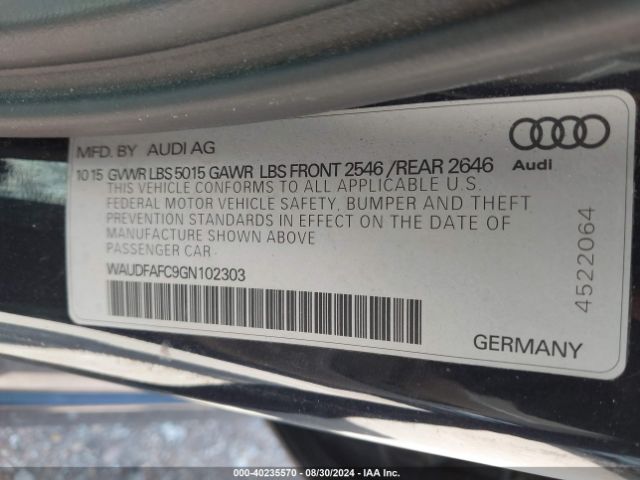 MFD. BY AUDI AG
10 15 GVWR LBS 5015 GAWR LBS FRONT 2546 /REAR 2646
THIS VEHICLE CONFORMS TO ALL APPLICABLE U.S.
FEDERAL MOTOR VEHICLE SAFETY, BUMPER AND THEFT
PREVENTION STANDARDS IN EFFECT ON THE DATE OF
MANUFACTURE SHOWN ABOVE
PASSENGER CAR
WAUDFAFC9GN102303
Audi
4522064
GERMANY
000-40235570 - 08/30/2024 - IAA Inc.